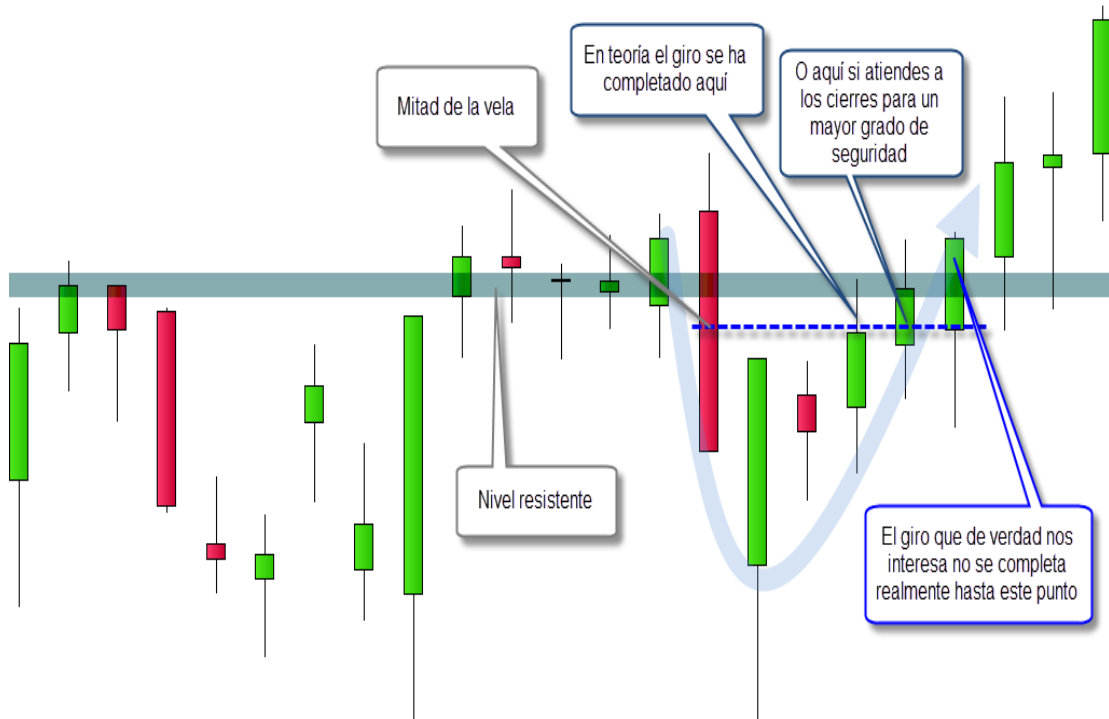 En teoría el giro se ha
completado aquí
O aquí si atiendes a
los cierres para un
mayor grado de
seguridad
Mitad de la vela
Nivel resistente
El giro que de verdad nos
interesa no se completa
realmente hasta este punto